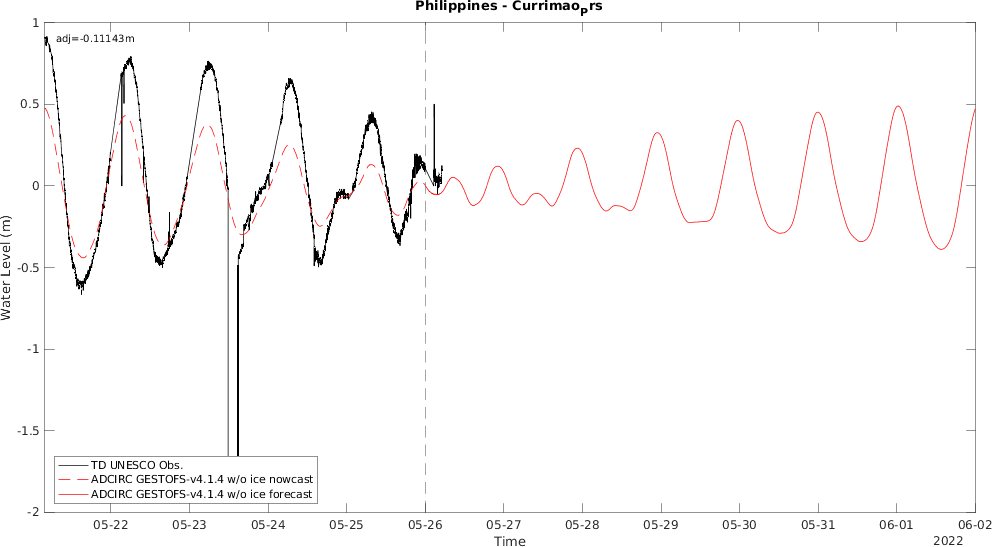 Philippines - Currimaoprs
adj=-0.11143m
1
0.5
0
-0.5
-1
-1.5
-2
Water Level (m)
TD UNESCO Obs.
ADCIRC GESTOFS-v4.1.4 w/o ice nowcast
ADCIRC GESTOFS-v4.1.4 w/o ice forecast
05-22 05-23 05-24 05-25 05-26 05-27 05-28 05-29 05-30 05-31 06-01 06-02
Time
2022